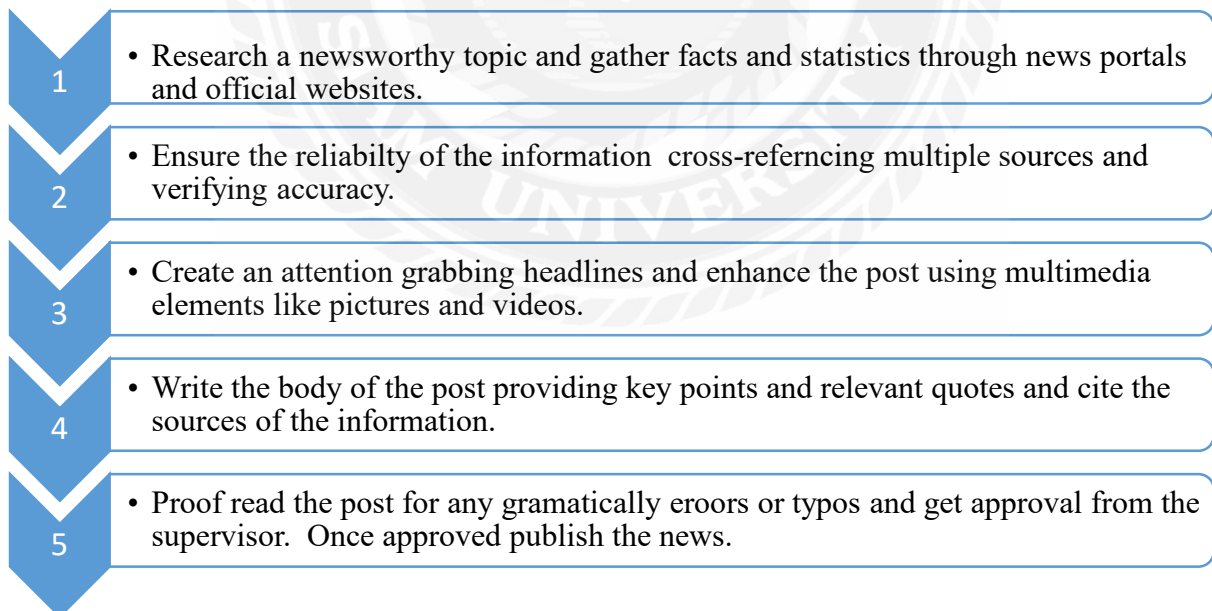 1
• Research a newsworthy topic and gather facts and statistics through news portals
and official websites.
2
• Ensure the reliabilty of the information  cross-referncing multiple sources and
verifying accuracy.
3
• Create an attention grabbing headlines and enhance the post using multimedia
elements like pictures and videos.
4
• Write the body of the post providing key points and relevant quotes and cite the
sources of the information.
5
• Proof read the post for any gramatically eroors or typos and get approval from the
supervisor.  Once approved publish the news.
UNIVERSITY